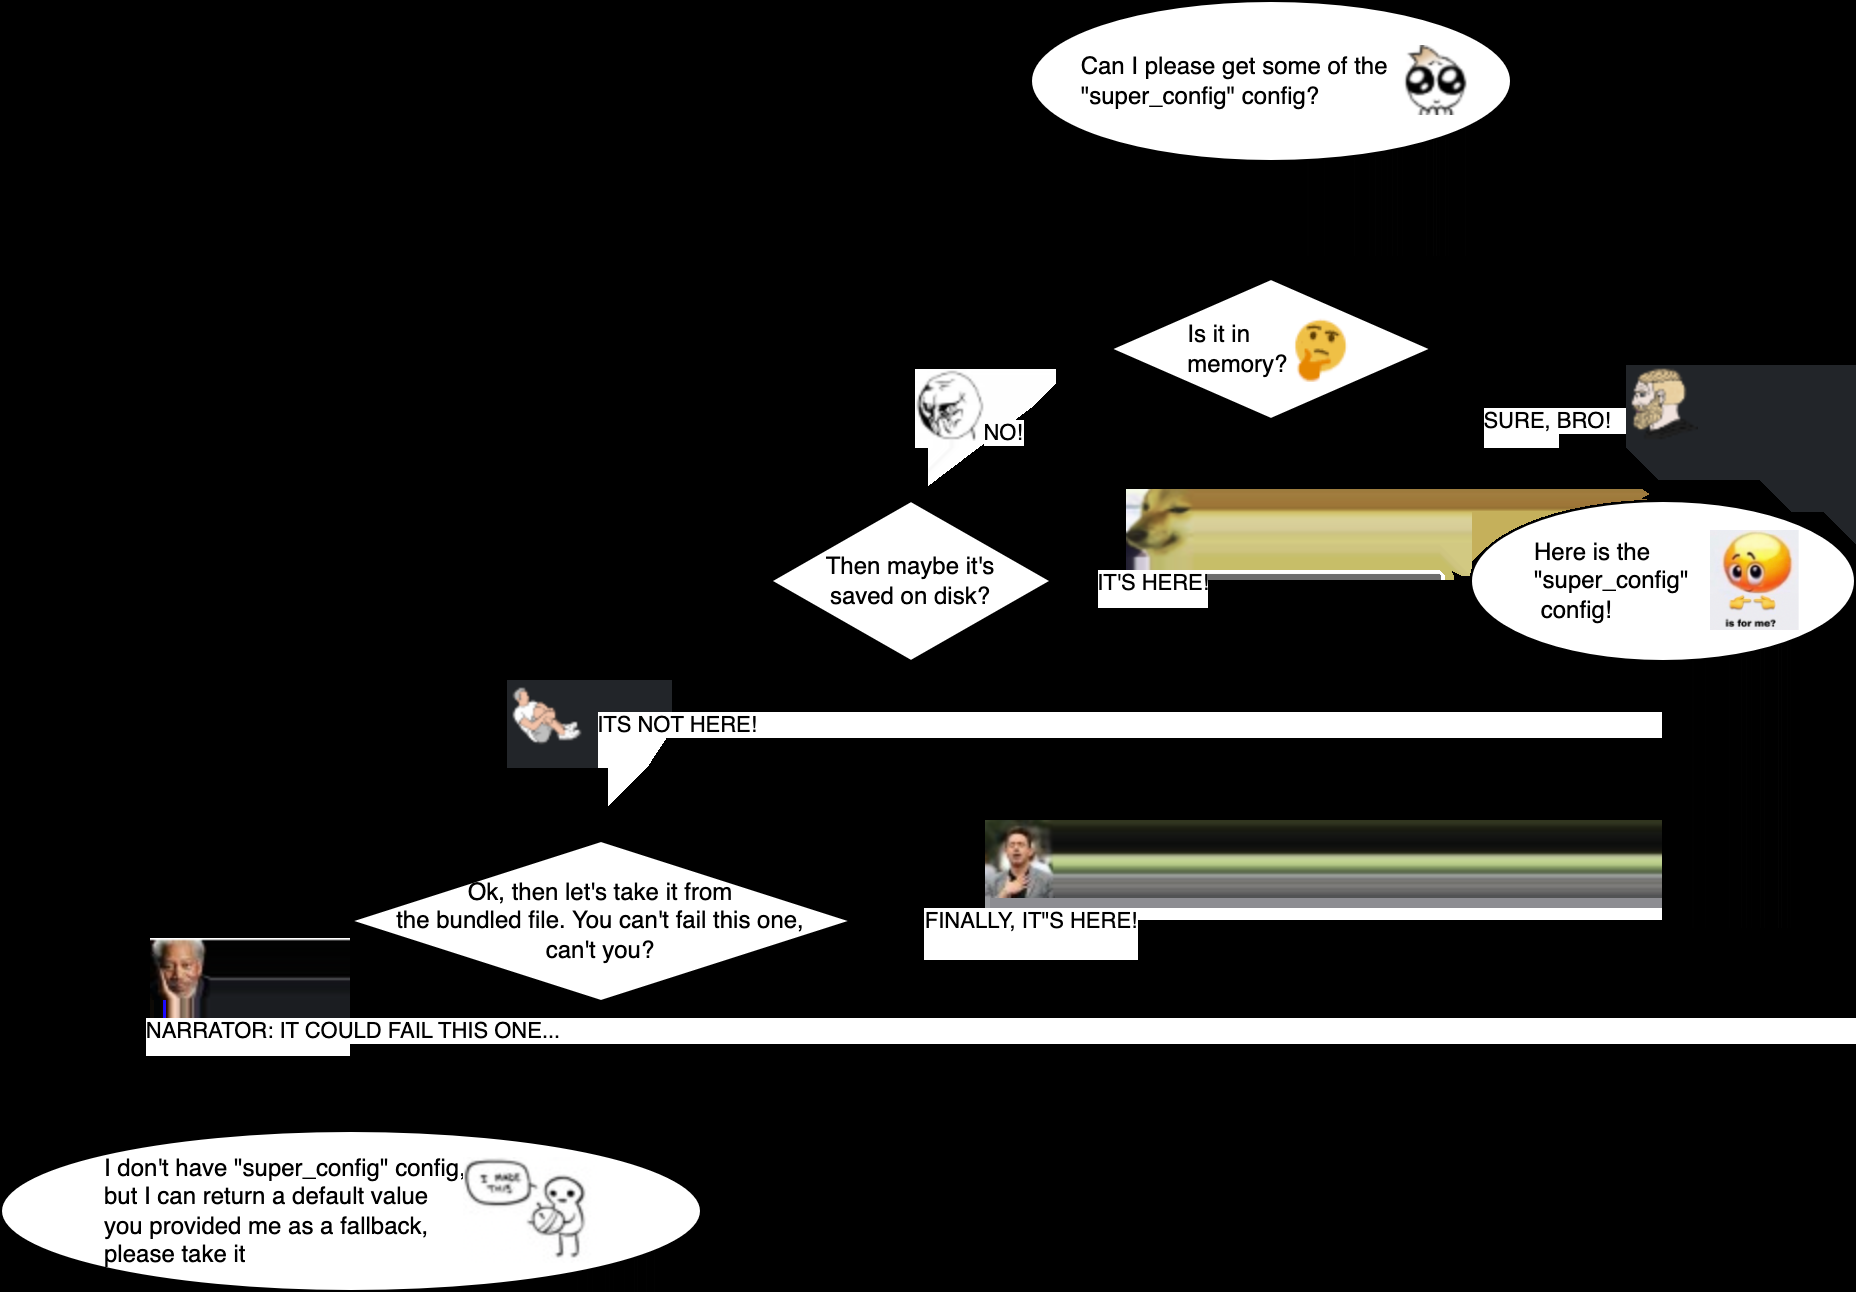 Can I please get some of the
"super_config" config?
Is it in
memory?
NO!
SURE, BRO!
Then maybe it's
saved on disk?
IT'S HERE!
Here is the
"super_config"
config!
is for me?
ITS NOT HERE!
Ok, then let's take it from
the bundled file. You can't fail this one,
can't you?
FINALLY, IT"S HERE!
NARRATOR: IT COULD FAIL THIS ONE...
I don't have "super_config" config,
but I can return a default value
you provided me as a fallback,
please take it
I MADE
THIS